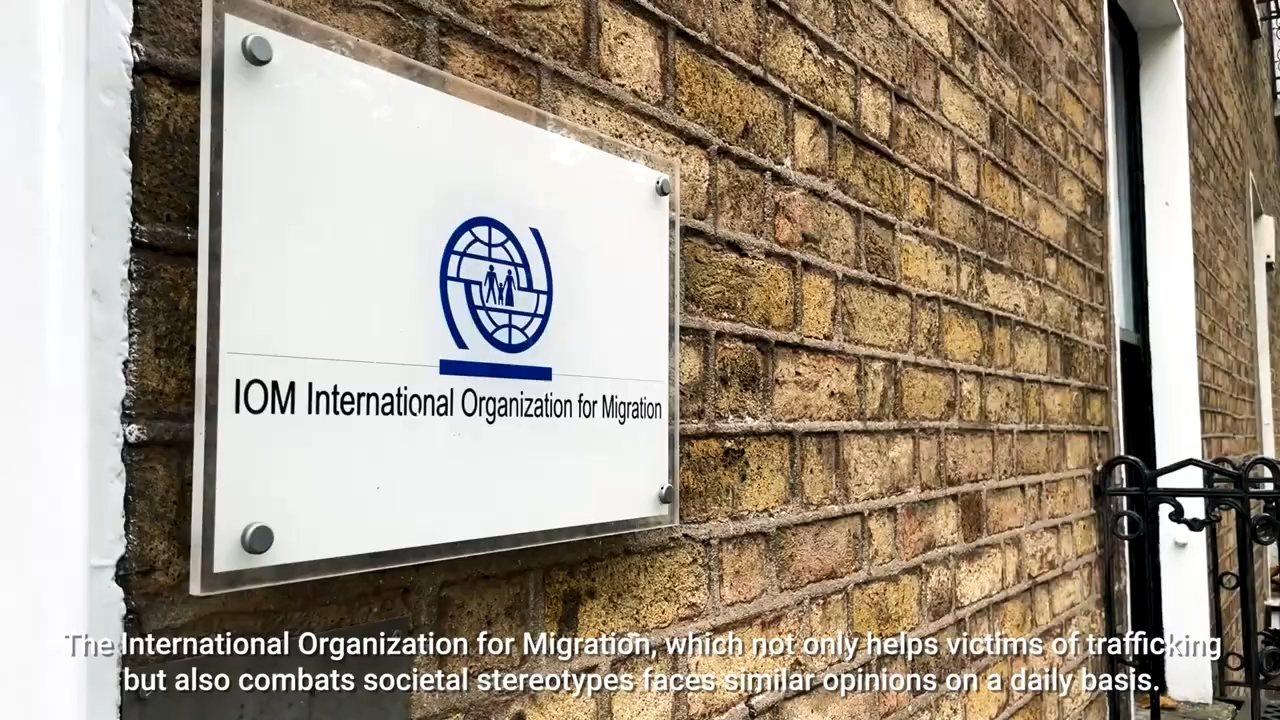 IOM International Organization for Migration
The International Organization for Migration, which not only helps victims of trafficking
but also combats societal stereotypes faces similar opinions on a daily basis.